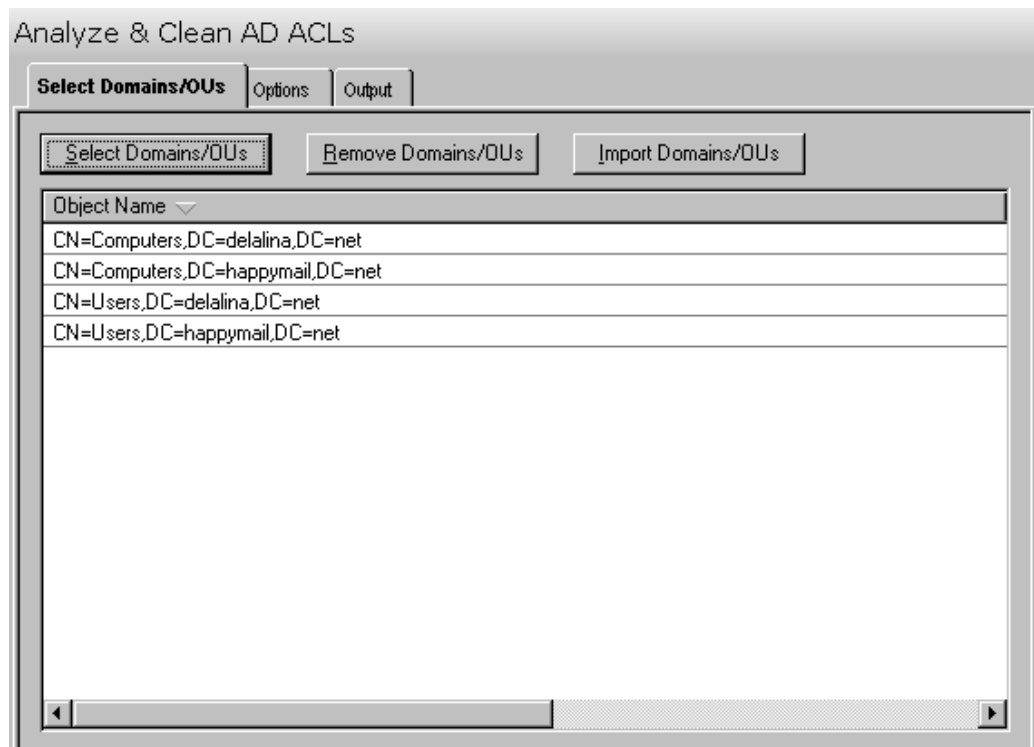 Analyze & Clean AD ACLs
Select Domains/OUs Options Output
Select Domains/OUs Remove Domains/OUs Import Domains/OUs
Object Name
CN=Computers,DC=delalina,DC=net
CN=Computers,DC=happymail,DC=net
CN=Users,DC=delalina,DC=net
CN=Users,DC=happymail,DC=net